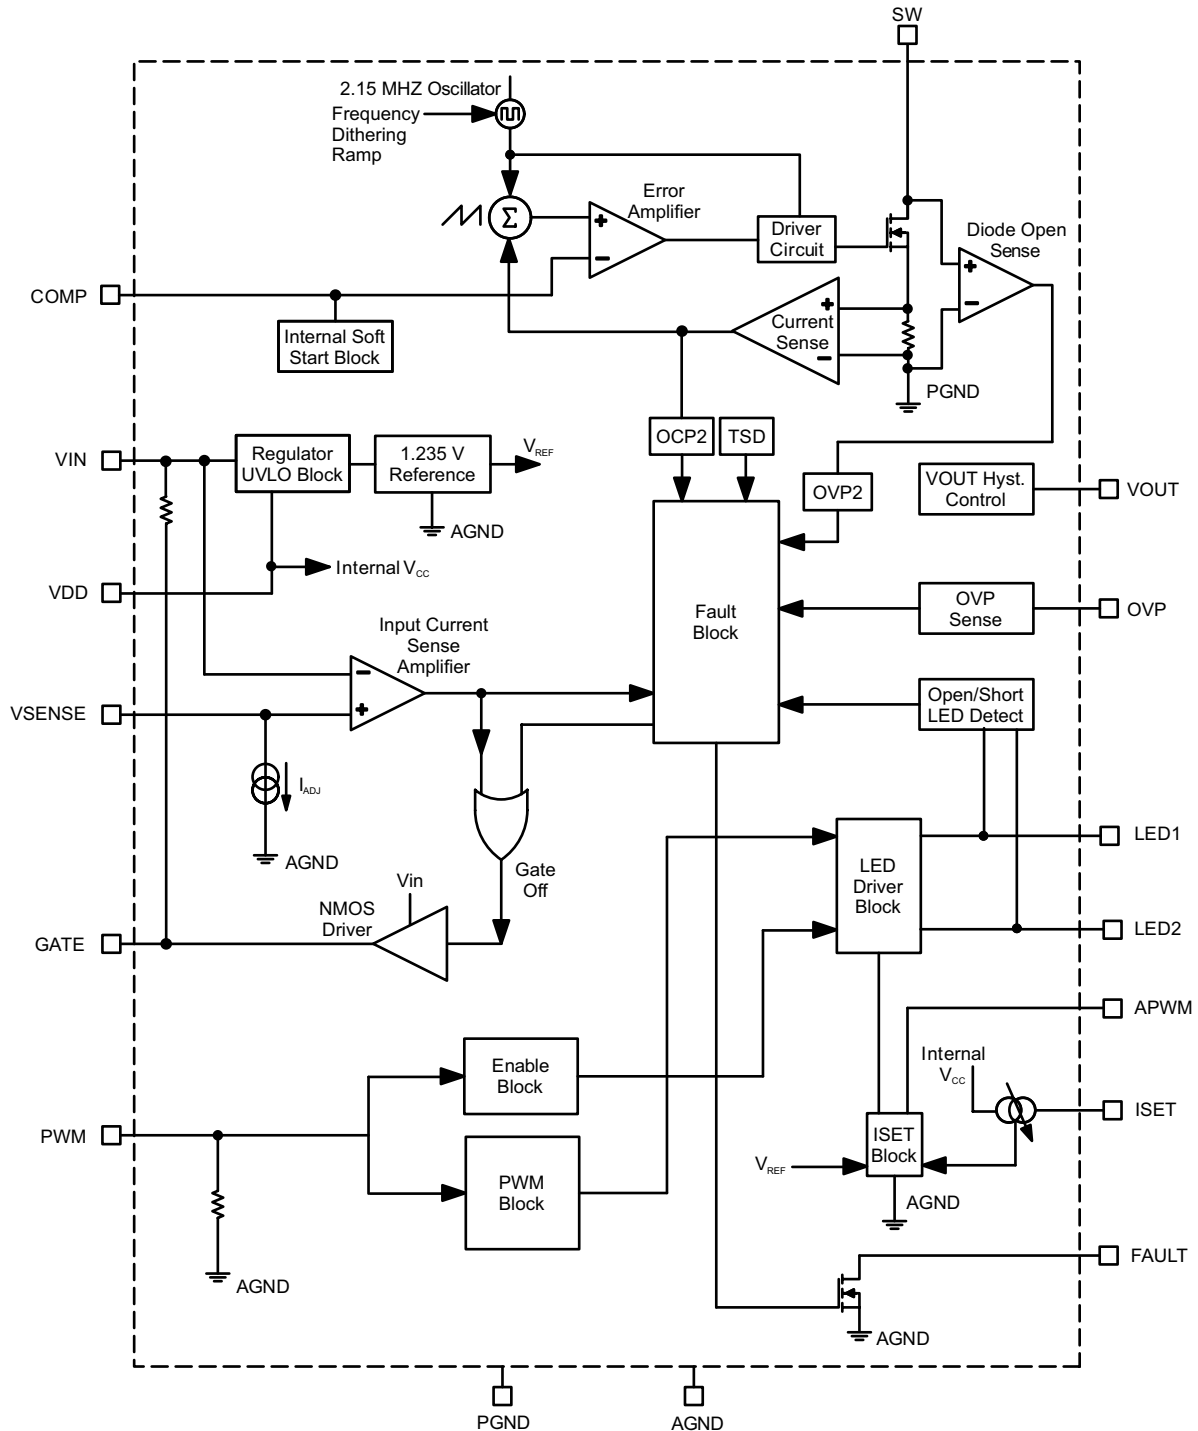 SW
2.15 MHZ Oscillator
Frequency
Dithering
Ramp
Σ
+
−
Error
Amplifier
Driver
Circuit
Diode Open
Sense
+
−
COMP
Internal Soft
Start Block
Current
Sense
+
−
PGND
VIN
Regulator
UVLO Block
1.235 V
Reference
VREF
AGND
OCP2
TSD
OVP2
VOUT Hyst.
Control
VOUT
VDD
Internal VCC
Fault
Block
OVP
Sense
OVP
Input Current
Sense
Amplifier
−
+
VSENSE
Open/Short
LED Detect
IADJ
AGND
LED
Driver
Block
LED1
LED2
Gate
Off
Vin
NMOS
Driver
GATE
APWM
Internal
VCC
ISET
Enable
Block
PWM
PWM
Block
ISET
Block
VREF
AGND
AGND
FAULT
AGND
PGND
AGND